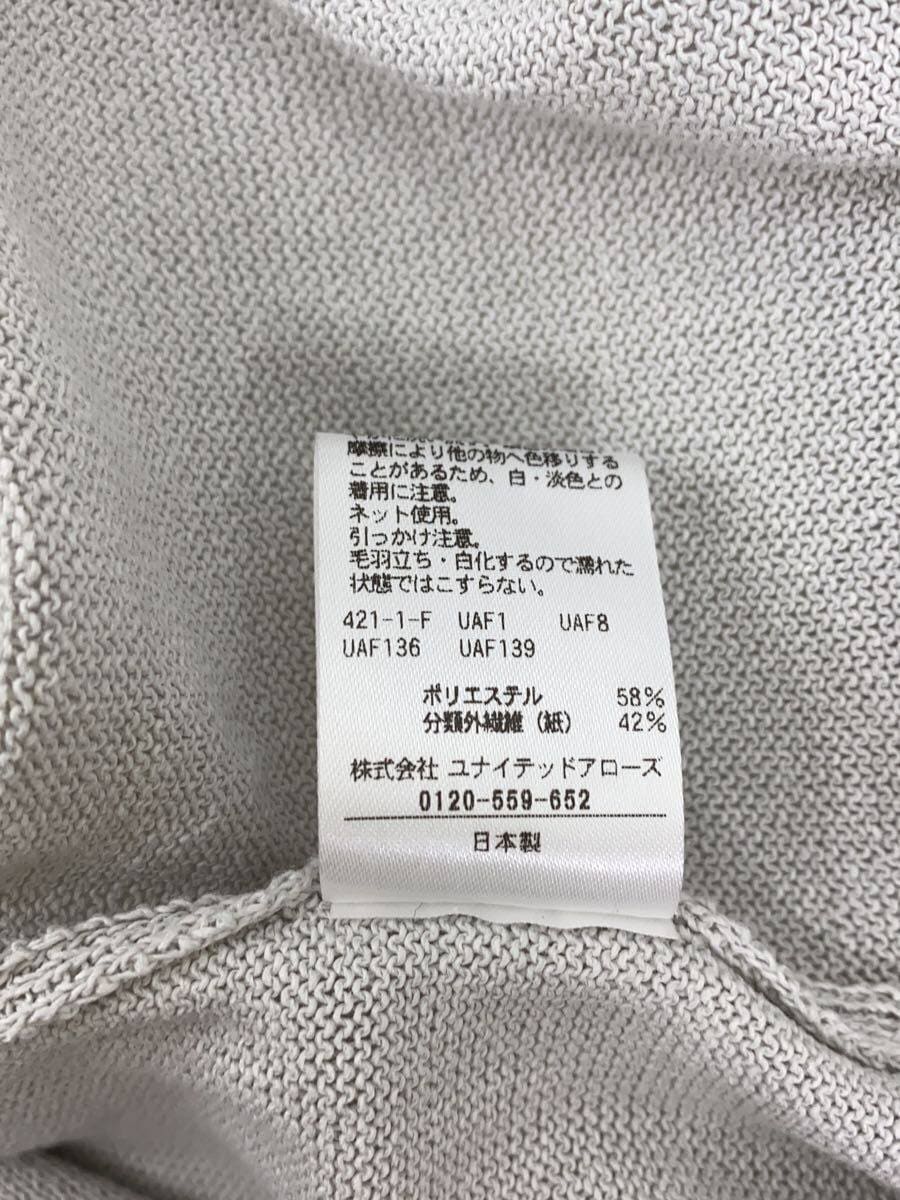 摩擦により他の物へ色移りする
ことがあるため、白・淡色との
着用に注意。
ネット使用。
引っかけ注意。
毛羽立ち・白化するので濡れた
状態ではこすらない。
421-1-F UAF1 UAF8
UAF136 UAF139
ポリエステル 58%
分類外繊維（紙） 42%
株式会社 ユナイテッドアローズ
0120-559-652
日本製